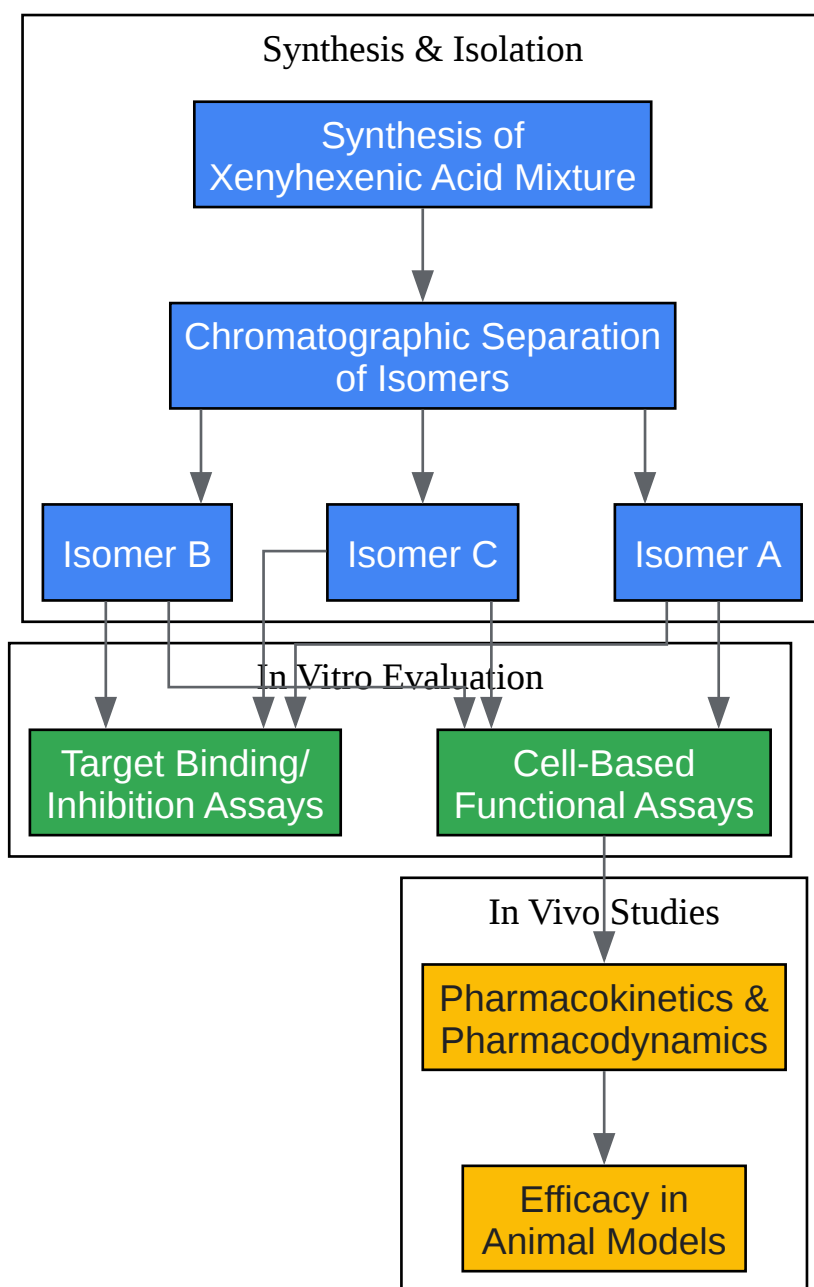 Synthesis & Isolation
Synthesis of
Xenyhexenic Acid Mixture
Chromatographic Separation
of Isomers
Isomer B
Isomer C
Isomer A
In Vitro Evaluation
Target Binding/
Inhibition Assays
Cell-Based
Functional Assays
In Vivo Studies
Pharmacokinetics &
Pharmacodynamics
Efficacy in
Animal Models